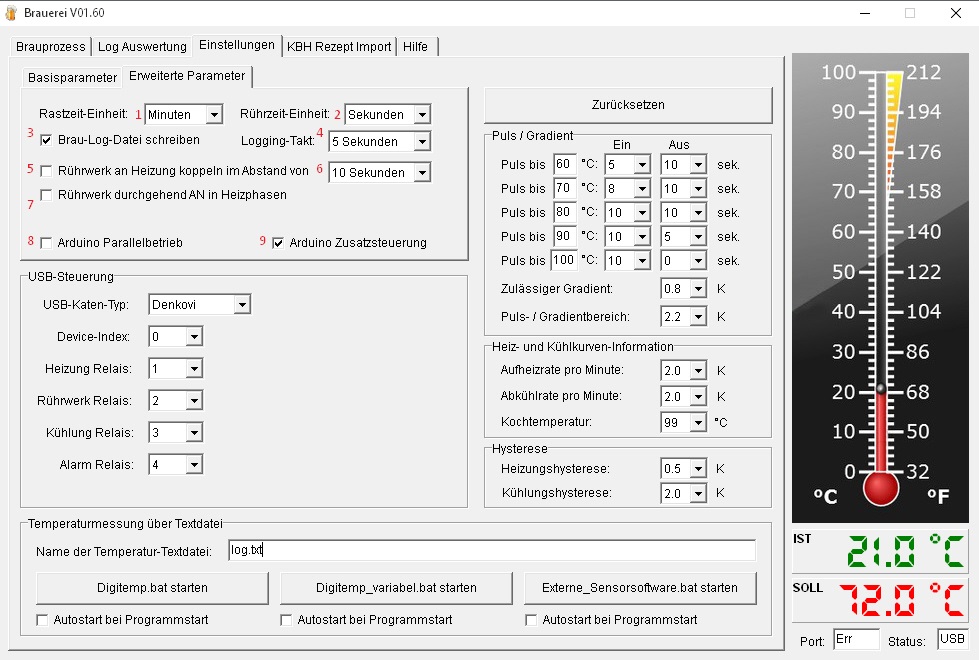 Brauerei V01.60
Brauprozess Log Auswertung Einstellungen KBH Rezept Import Hilfe
Basisparameter Erweiterte Parameter
Rastzeit-Einheit: 1 Minuten Rührzeit-Einheit: 2 Sekunden
3 Brau-Log-Datei schreiben Logging-Takt: 4 5 Sekunden
5 Rührwerk an Heizung koppeln im Abstand von 6 10 Sekunden
7 Rührwerk durchgehend AN in Heizphasen
8 Arduino Parallelbetrieb 9 Arduino Zusatzsteuerung
USB-Steuerung
USB-Katen-Typ: Denkovi
Device-Index: 0
Heizung Relais: 1
Rührwerk Relais: 2
Kühlung Relais: 3
Alarm Relais: 4
Zurücksetzen
Puls / Gradient
Ein Aus
Puls bis 60 °C: 5 10 sek.
Puls bis 70 °C: 8 10 sek.
Puls bis 80 °C: 10 10 sek.
Puls bis 90 °C: 10 5 sek.
Puls bis 100 °C: 10 0 sek.
Zulässiger Gradient: 0.8 K
Puls- / Gradientbereich: 2.2 K
Heiz- und Kühlkurven-Information
Aufheizrate pro Minute: 2.0 K
Abkühlrate pro Minute: 2.0 K
Kochtemperatur: 99 °C
Hysterese
Heizungshysterese: 0.5 K
Kühlungshysterese: 2.0 K
Temperaturmessung über Textdatei
Name der Temperatur-Textdatei: log.txt
Digitemp.bat starten Digitemp_variabel.bat starten Externe_Sensorsoftware.bat starten
Autostart bei Programmstart Autostart bei Programmstart Autostart bei Programmstart
100 212
90 194
80 176
70 158
60 140
50 122
40 104
30 86
20 68
10 50
0 32
°C °F
IST 21.0 °C
SOLL 72.0 °C
Port: Err Status: USB